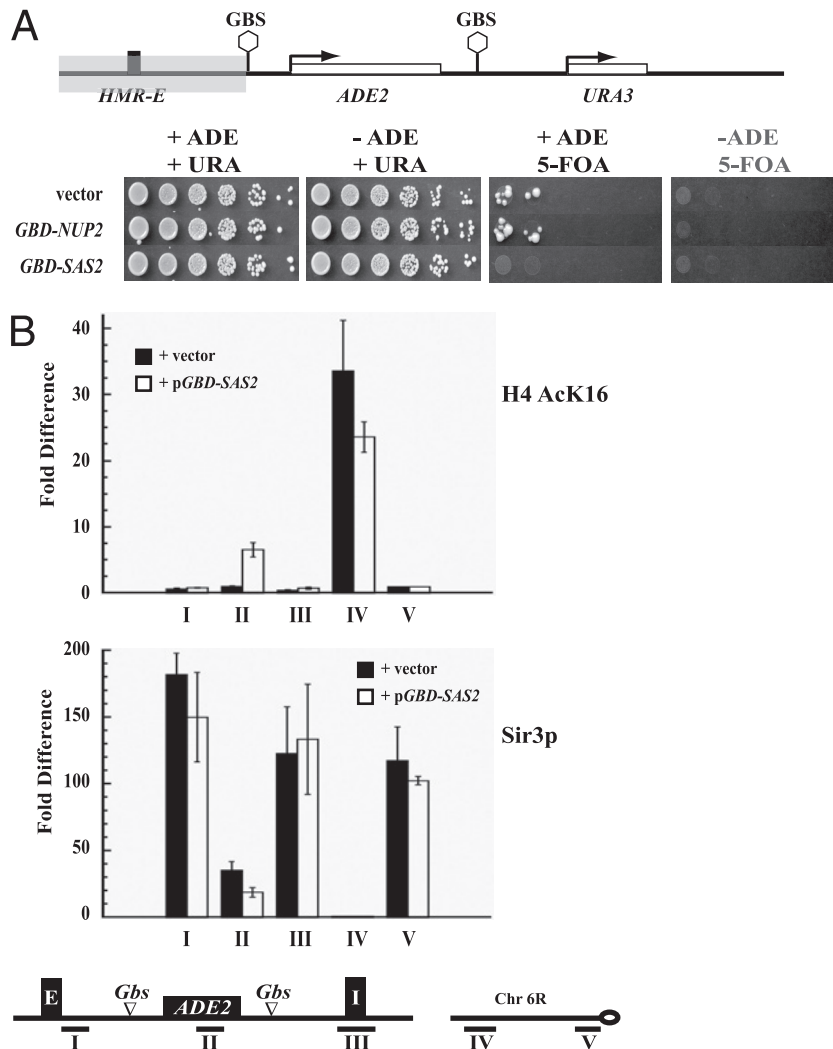 A
GBS
GBS
HMR-E
ADE2
URA3
+ ADE
+ URA
- ADE
+ URA
+ ADE
5-FOA
-ADE
5-FOA
vector
GBD-NUP2
GBD-SAS2
B
Fold Difference
40
30
20
10
0
+ vector
+ pGBD-SAS2
H4 AcK16
I II III IV V
Fold Difference
200
150
100
50
0
+ vector
+ pGBD-SAS2
Sir3p
I II III IV V
E Gbs ADE2 Gbs I Chr 6R
I II III IV V